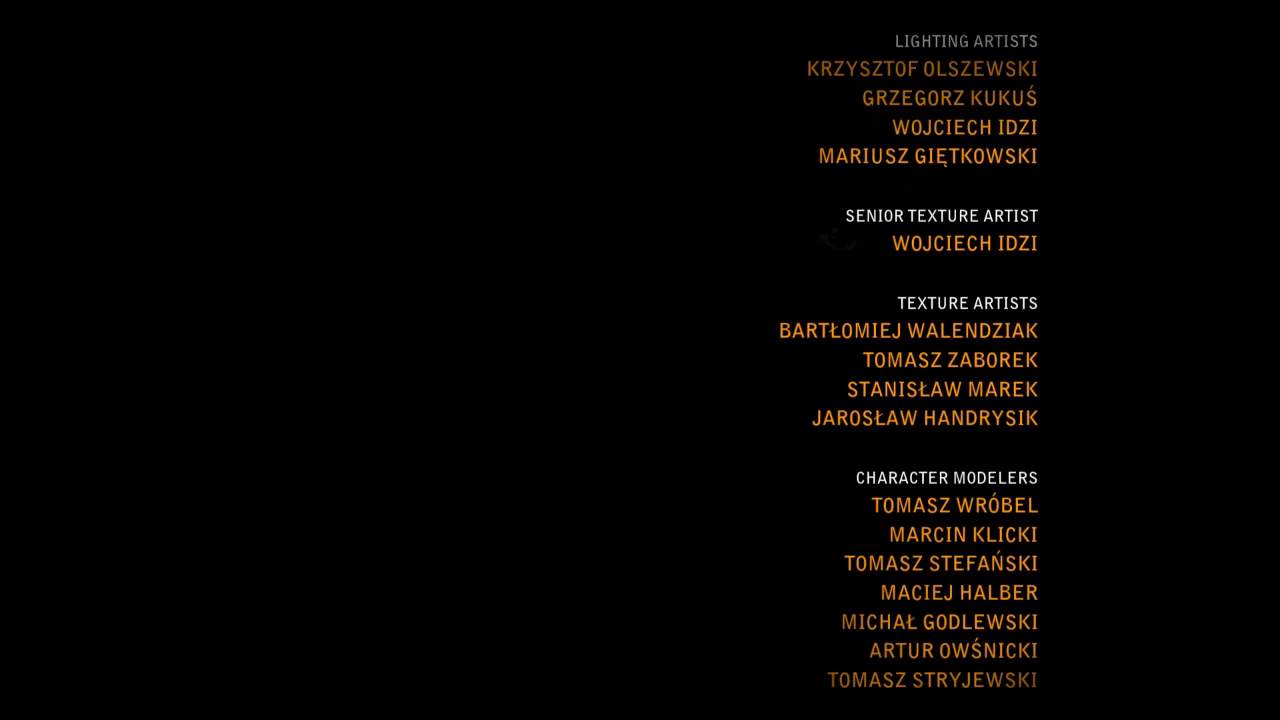 LIGHTING ARTISTS
KRZYSZTOF OLSZEWSKI
GRZEGORZ KUKUŚ
WOJCIECH IDZI
MARIUSZ GIĘTKOWSKI
SENIOR TEXTURE ARTIST
WOJCIECH IDZI
TEXTURE ARTISTS
BARTŁOMIEJ WALENDZIAK
TOMASZ ZABOREK
STANISŁAW MAREK
JAROSŁAW HANDRYSIK
CHARACTER MODELERS
TOMASZ WRÓBEL
MARCIN KLICKI
TOMASZ STEFAŃSKI
MACIEJ HALBER
MICHAŁ GODLEWSKI
ARTUR OWŚNICKI
TOMASZ STRYJEWSKI